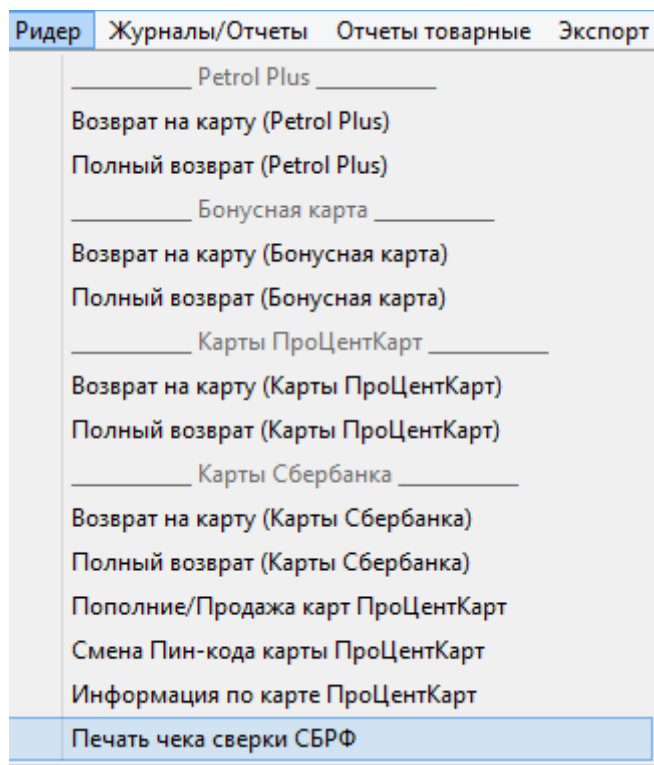 Ридер Журналы/Отчеты Отчеты товарные Экспорт
__________ Petrol Plus __________
Возврат на карту (Petrol Plus)
Полный возврат (Petrol Plus)
__________ Бонусная карта __________
Возврат на карту (Бонусная карта)
Полный возврат (Бонусная карта)
__________ Карты ПроЦентКарт __________
Возврат на карту (Карты ПроЦентКарт)
Полный возврат (Карты ПроЦентКарт)
__________ Карты Сбербанка __________
Возврат на карту (Карты Сбербанка)
Полный возврат (Карты Сбербанка)
Пополние/Продажа карт ПроЦентКарт
Смена Пин-кода карты ПроЦентКарт
Информация по карте ПроЦентКарт
Печать чека сверки СБРФ